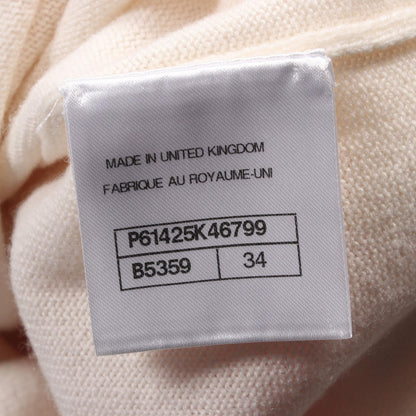 MADE IN UNITED KINGDOM
FABRIQUE AU ROYAUME-UNI
P61425K46799
B5359 34